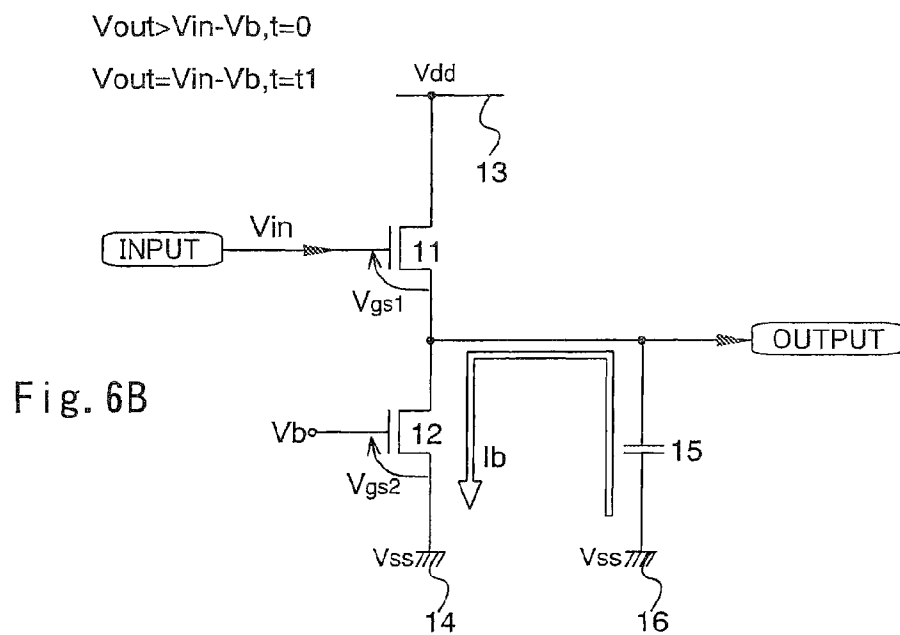 Vout>Vin-Vb,t=0
Vout=Vin-Vb,t=t1
Vdd
13
INPUT
Vin
11
Vgs1
OUTPUT
Fig. 6B
Vb
12
Ib
15
Vgs2
Vss
Vss
14
16